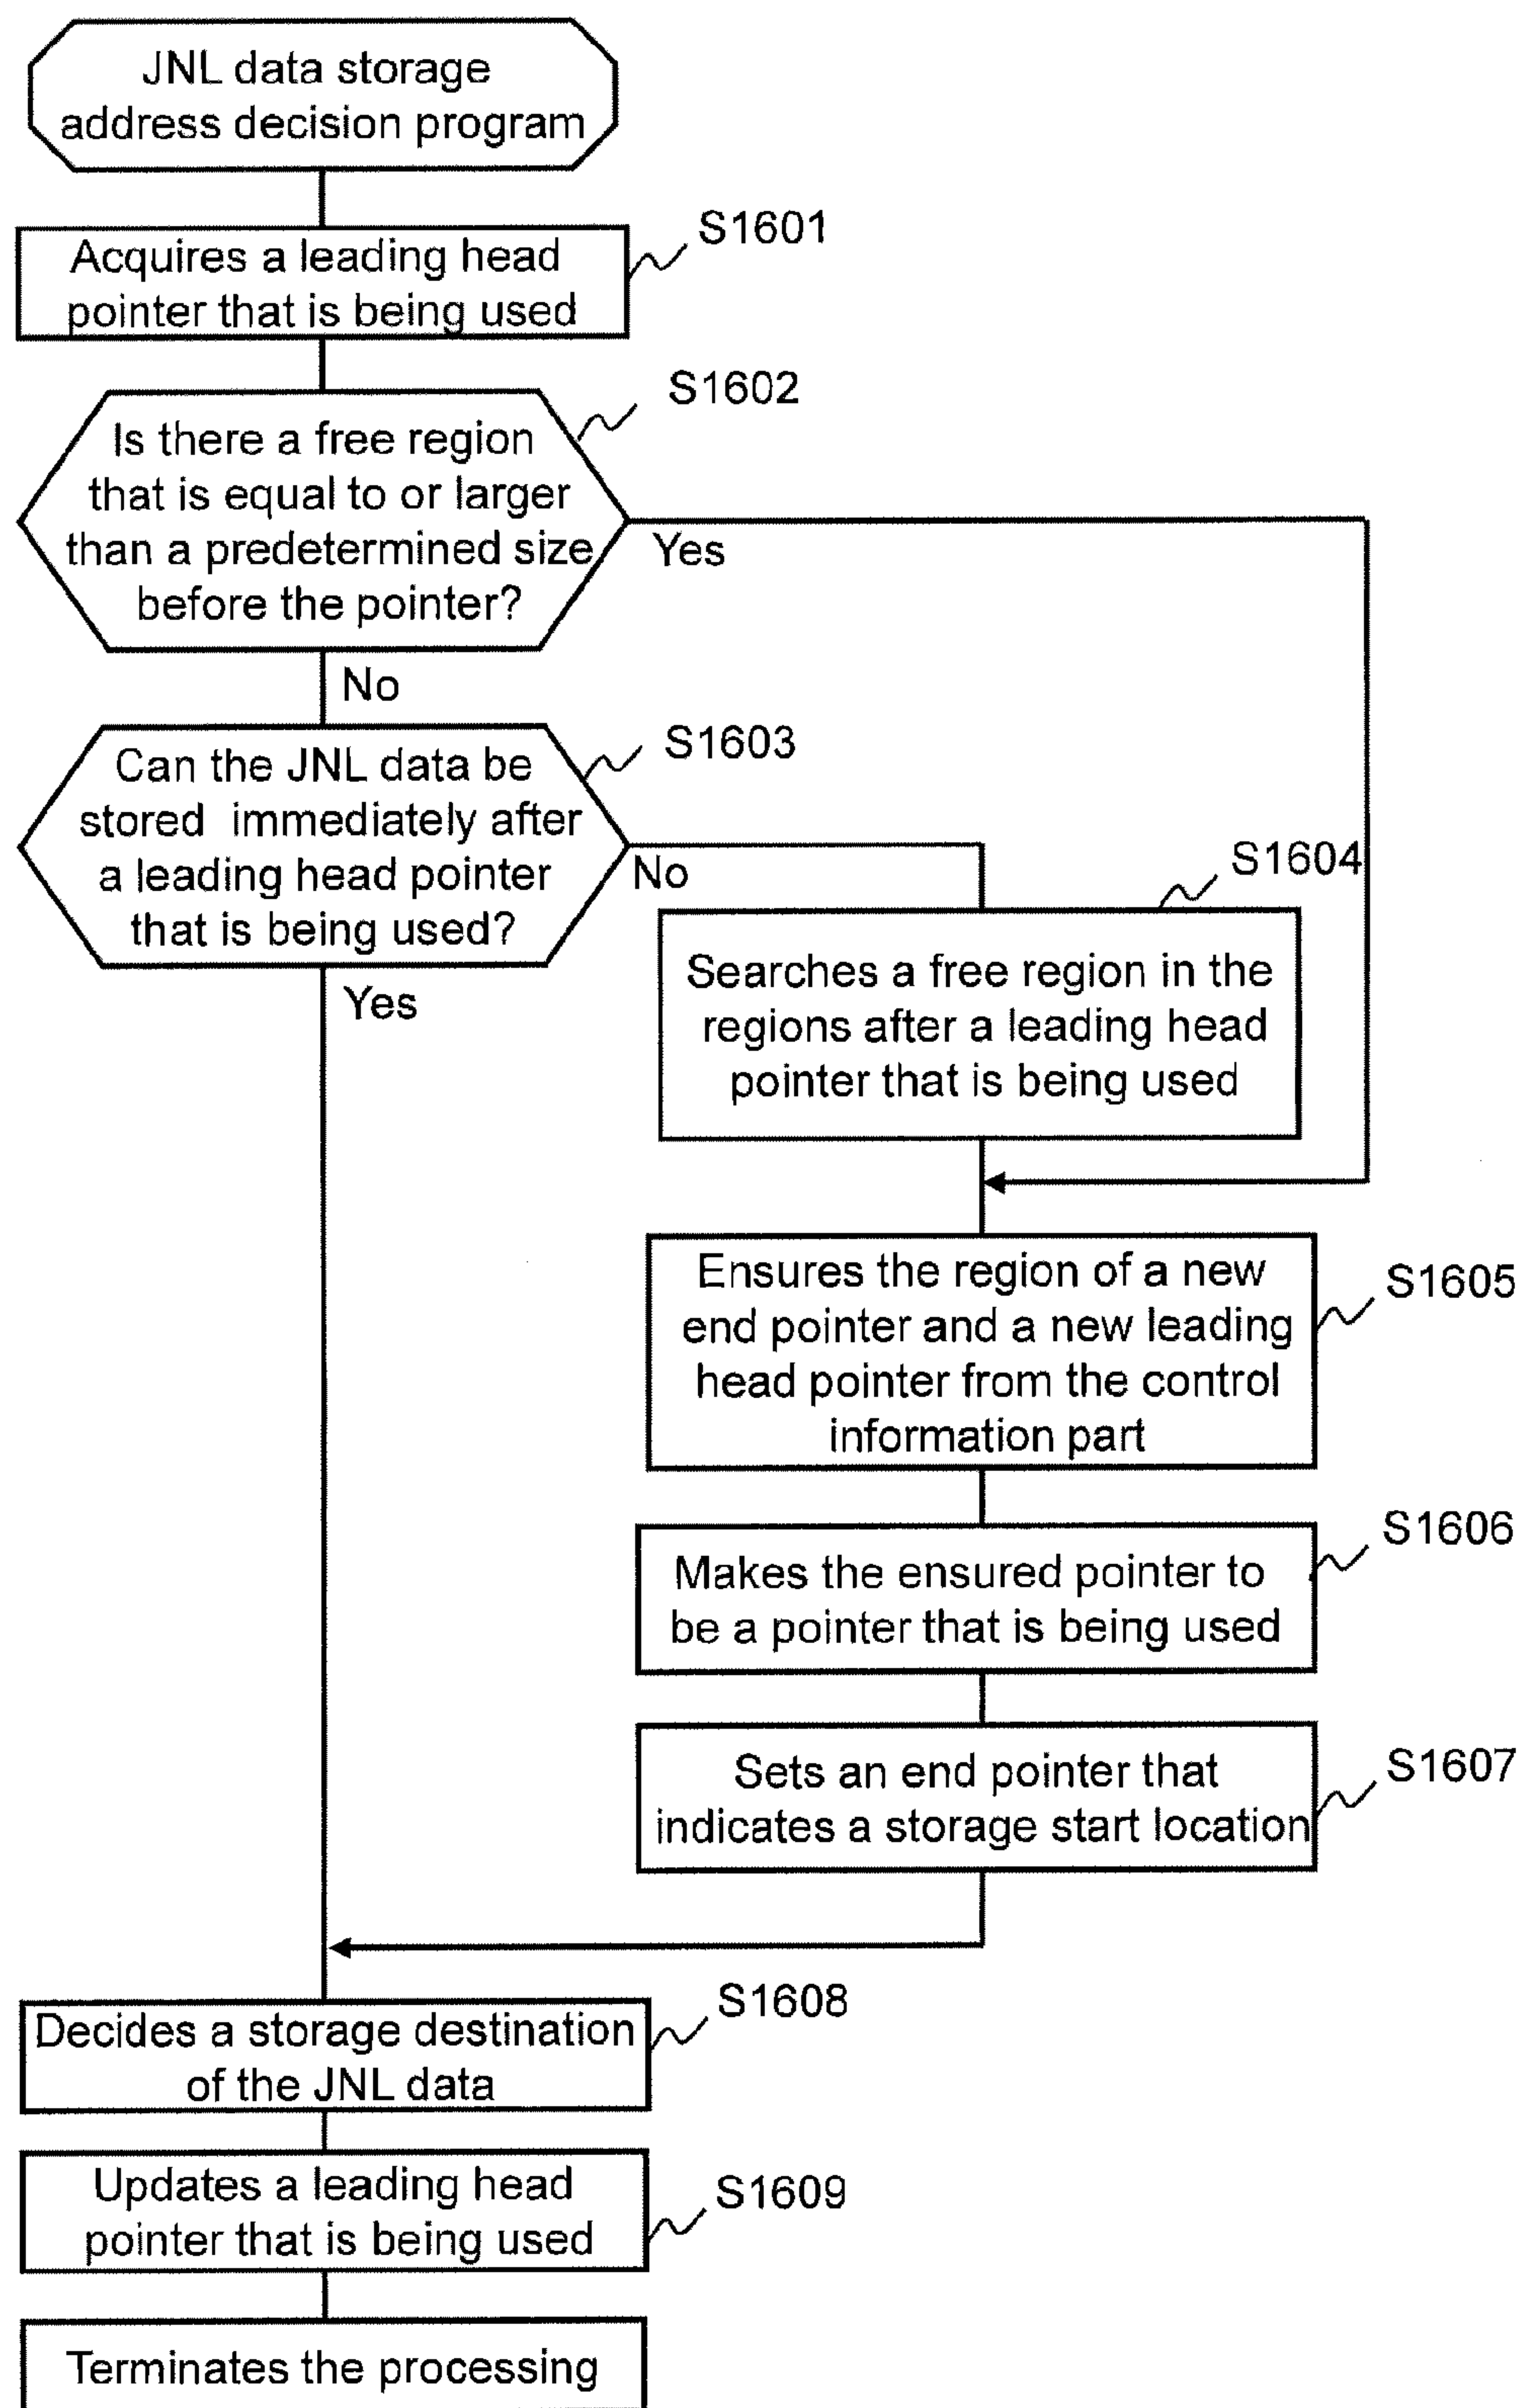 JNL data storage
address decision program
S1601
Acquires a leading head
pointer that is being used
S1602
Is there a free region
that is equal to or larger
than a predetermined size
before the pointer?
Yes
No
S1603
Can the JNL data be
stored immediately after
a leading head pointer
that is being used?
No
Yes
S1604
Searches a free region in the
regions after a leading head
pointer that is being used
Ensures the region of a new
end pointer and a new leading
head pointer from the control
information part
S1605
S1606
Makes the ensured pointer to
be a pointer that is being used
Sets an end pointer that
indicates a storage start location
S1607
S1608
Decides a storage destination
of the JNL data
Updates a leading head
pointer that is being used
S1609
Terminates the processing